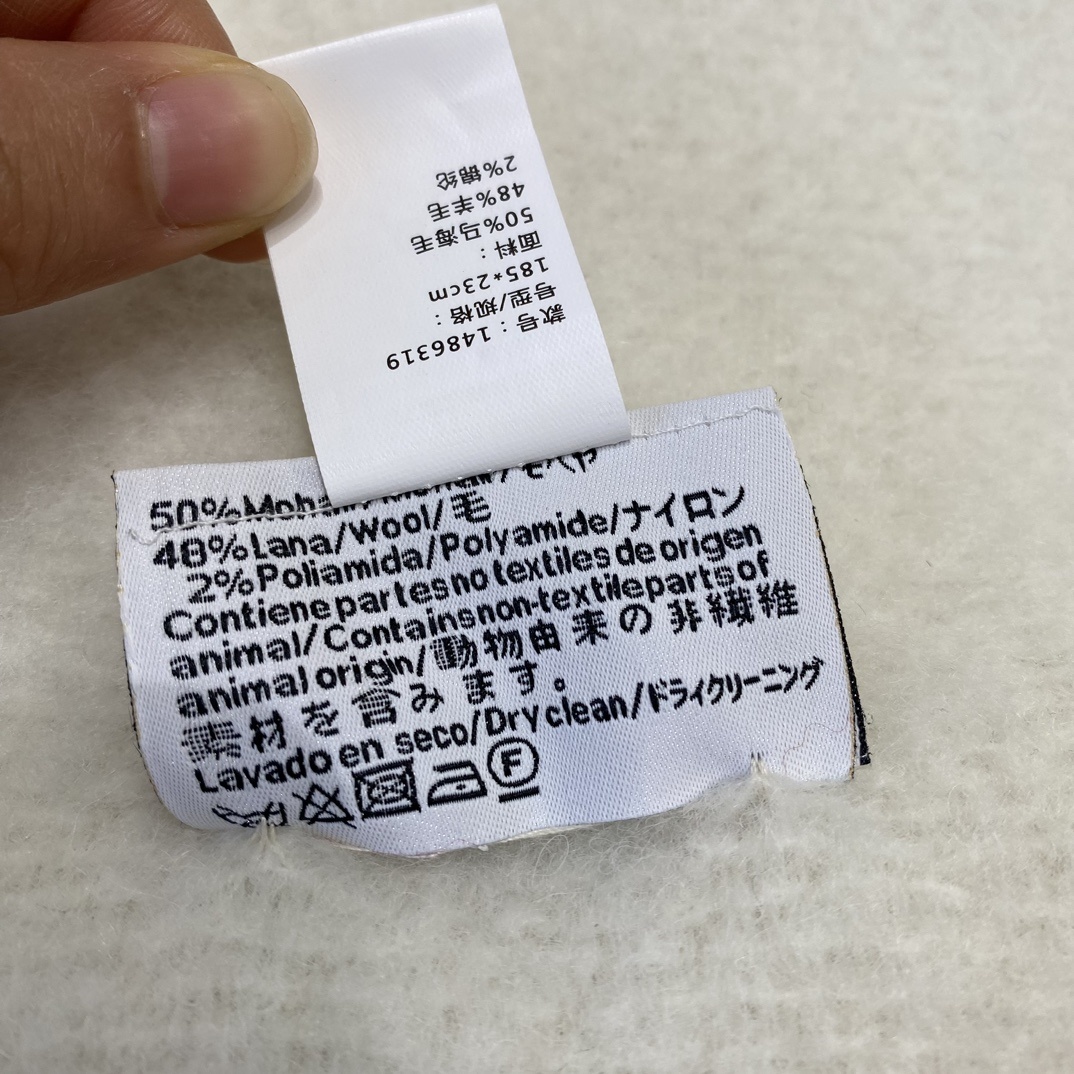 款号：1486319
号型/规格：
185*23cm
面料：
50%马海毛
48%羊毛
2%锦纶
48%Lana/Wool/毛
2%Poliamida/Polyamide/ナイロン
Contiene partes no textiles de origen
animal/Contains non-textile parts of
animal origin/動物由来の非繊維
素材を含みます。
Lavado en seco/Dry clean/ドライクリーニング
F